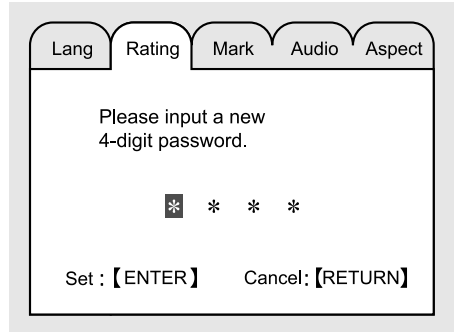 Lang Rating Mark Audio Aspect
Please input a new
4-digit password.
* * * *
Set :【ENTER】 Cancel:【RETURN】